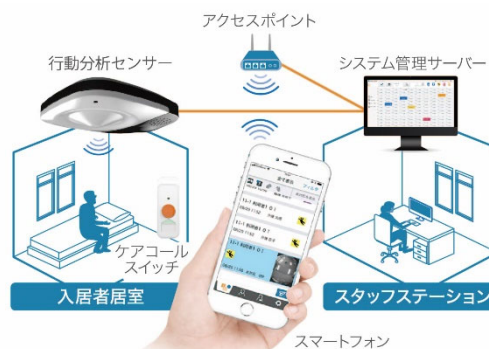 アクセスポイント
行動分析センサー
システム管理サーバー
ケアコール
スイッチ
入居者居室
スタッフステーション
スマートフォン